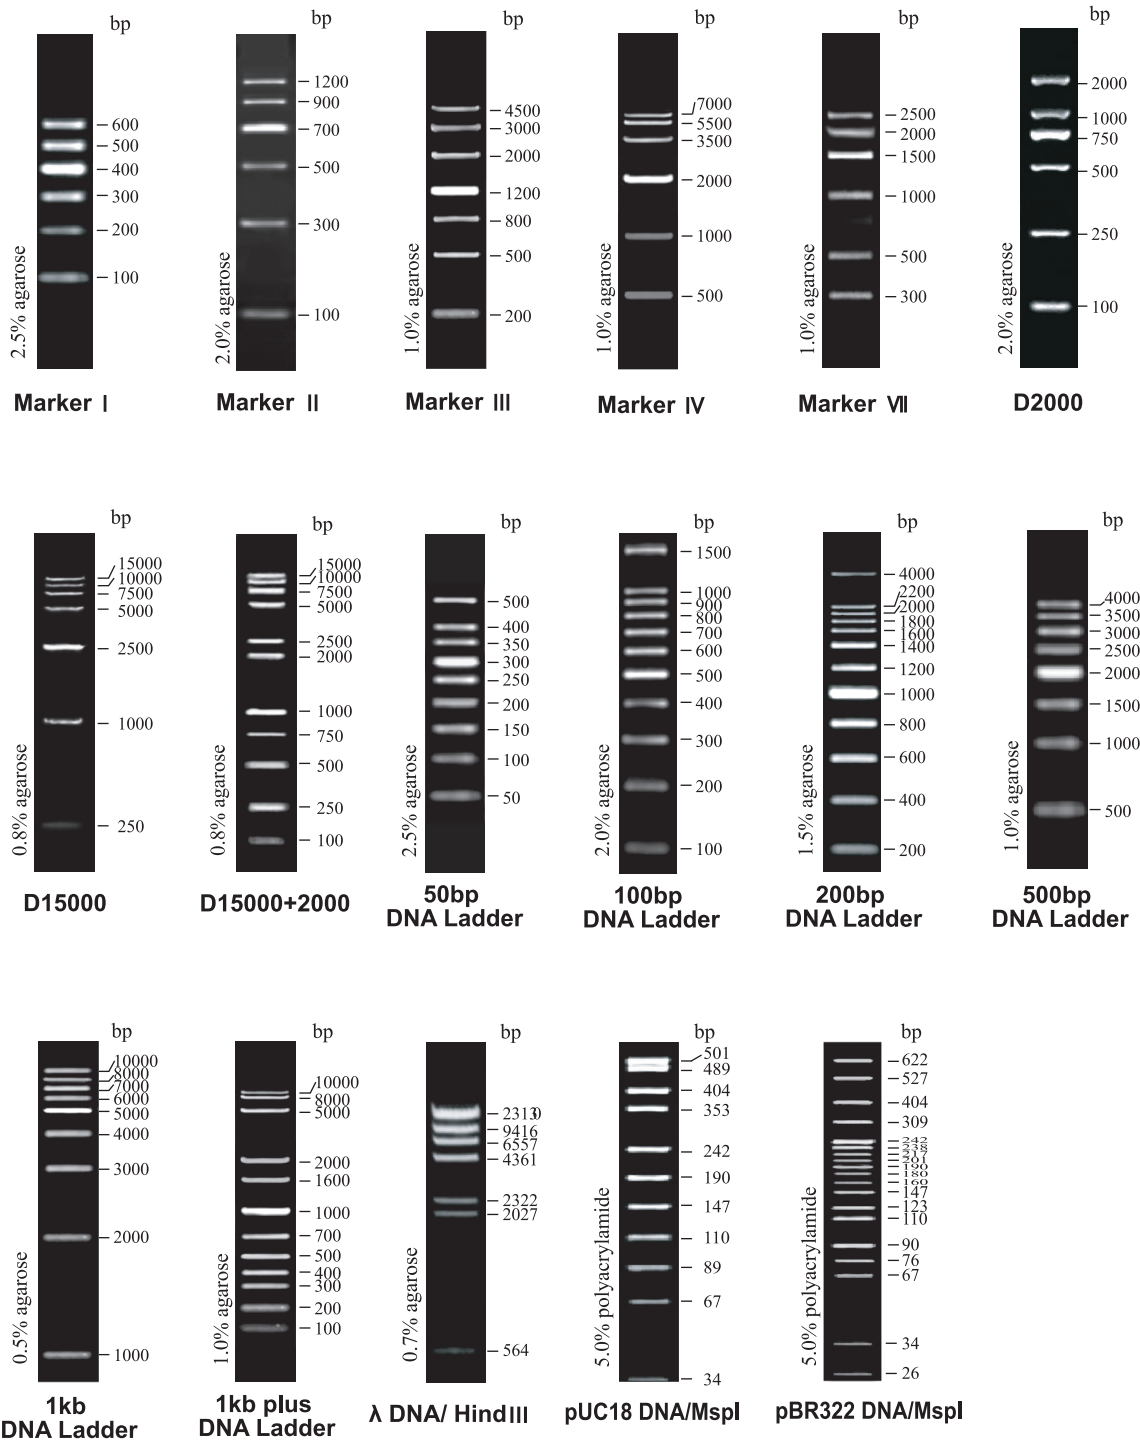 bp
600
500
400
300
200
100
2.5% agarose
Marker Ⅰ
bp
1200
900
700
500
300
100
2.0% agarose
Marker Ⅱ
bp
4500
3000
2000
1200
800
500
200
1.0% agarose
Marker Ⅲ
bp
7000
5500
3500
2000
1000
500
1.0% agarose
Marker Ⅳ
bp
2500
2000
1500
1000
500
300
1.0% agarose
Marker Ⅶ
bp
2000
1000
750
500
250
100
2.0% agarose
D2000
bp
15000
10000
7500
5000
2500
1000
250
0.8% agarose
D15000
bp
15000
10000
7500
5000
2500
2000
1000
750
500
250
100
0.8% agarose
D15000+2000
bp
500
400
350
300
250
200
150
100
50
2.5% agarose
50bp
DNA Ladder
bp
1500
1000
900
800
700
600
500
400
300
200
100
2.0% agarose
100bp
DNA Ladder
bp
4000
2200
2000
1800
1600
1400
1200
1000
800
600
400
200
1.5% agarose
200bp
DNA Ladder
bp
4000
3500
3000
2500
2000
1500
1000
500
1.0% agarose
500bp
DNA Ladder
bp
10000
8000
7000
6000
5000
4000
3000
2000
1000
0.5% agarose
1kb
DNA Ladder
bp
10000
8000
5000
2000
1600
1000
700
500
400
300
200
100
1.0% agarose
1kb plus
DNA Ladder
bp
23130
9416
6557
4361
2322
2027
564
0.7% agarose
λ DNA/ HindⅢ
bp
501
489
404
353
242
190
147
110
89
67
34
5.0% polyacrylamide
pUC18 DNA/MspI
bp
622
527
404
309
242
238
217
201
190
180
160
147
123
110
90
76
67
34
26
5.0% polyacrylamide
pBR322 DNA/MspI